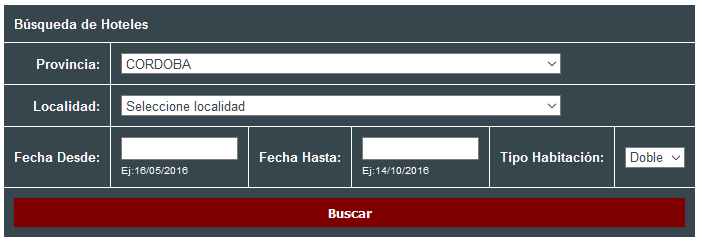 Búsqueda de Hoteles
Provincia: CORDOBA
Localidad: Seleccione localidad
Fecha Desde: Fecha Hasta: Tipo Habitación: Doble
Ej:16/05/2016 Ej:14/10/2016
Buscar